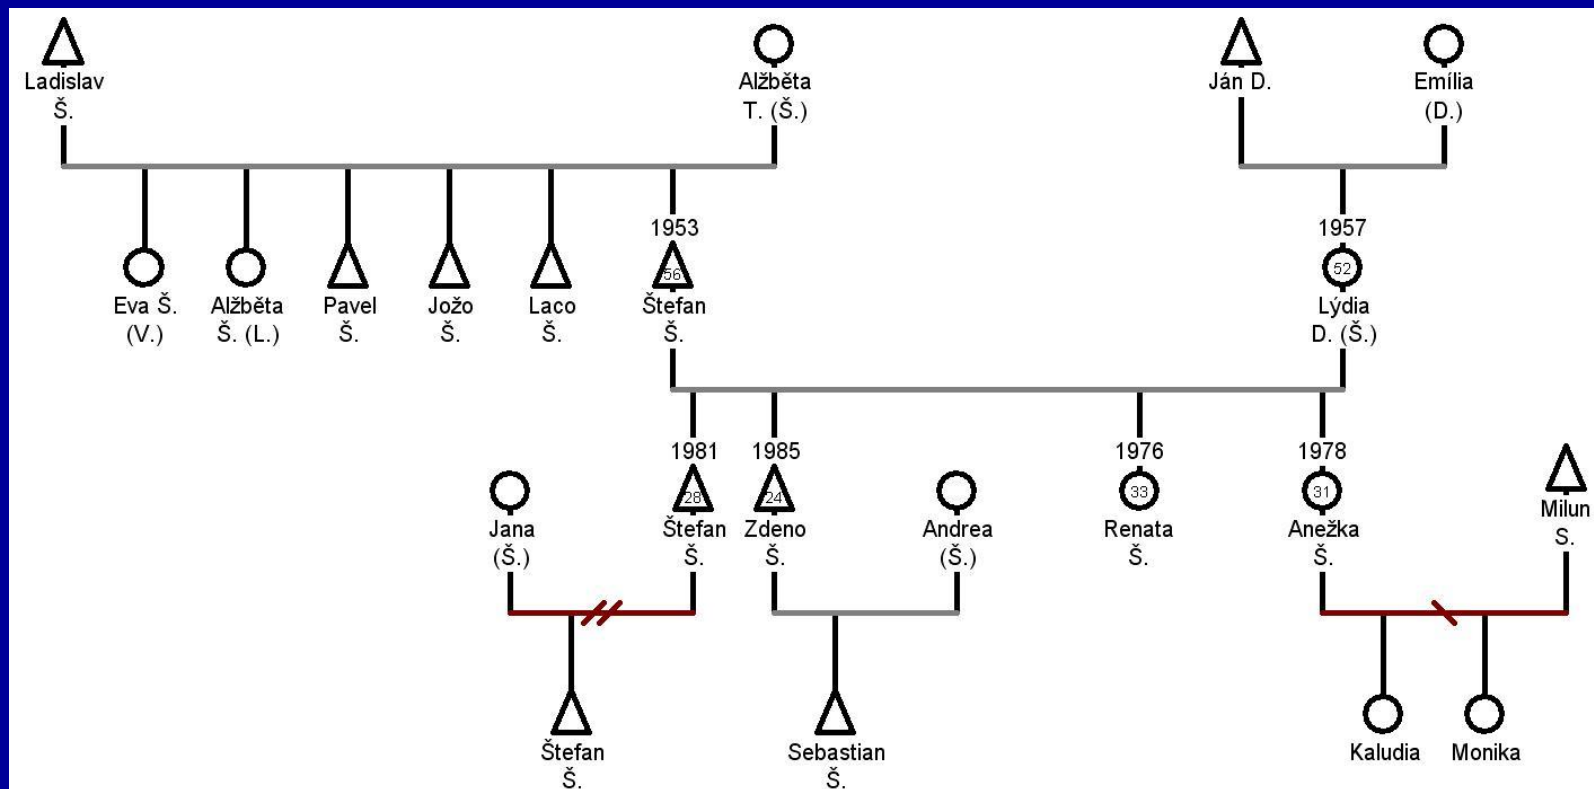 Ladislav
Š.
Alžběta
T. (Š.)
Ján D.
Emília
(D.)
1953
56
Štefan
Š.
1957
52
Lýdia
D. (Š.)
Eva Š.
(V.)
Alžběta
Š. (L.)
Pavel
Š.
Jožo
Š.
Laco
Š.
Jana
(Š.)
1981
28
Štefan
Š.
1985
24
Zdeno
Š.
Andrea
(Š.)
1976
33
Renata
Š.
1978
31
Anežka
Š.
Milun
S.
Štefan
Š.
Sebastian
Š.
Kaludia
Monika